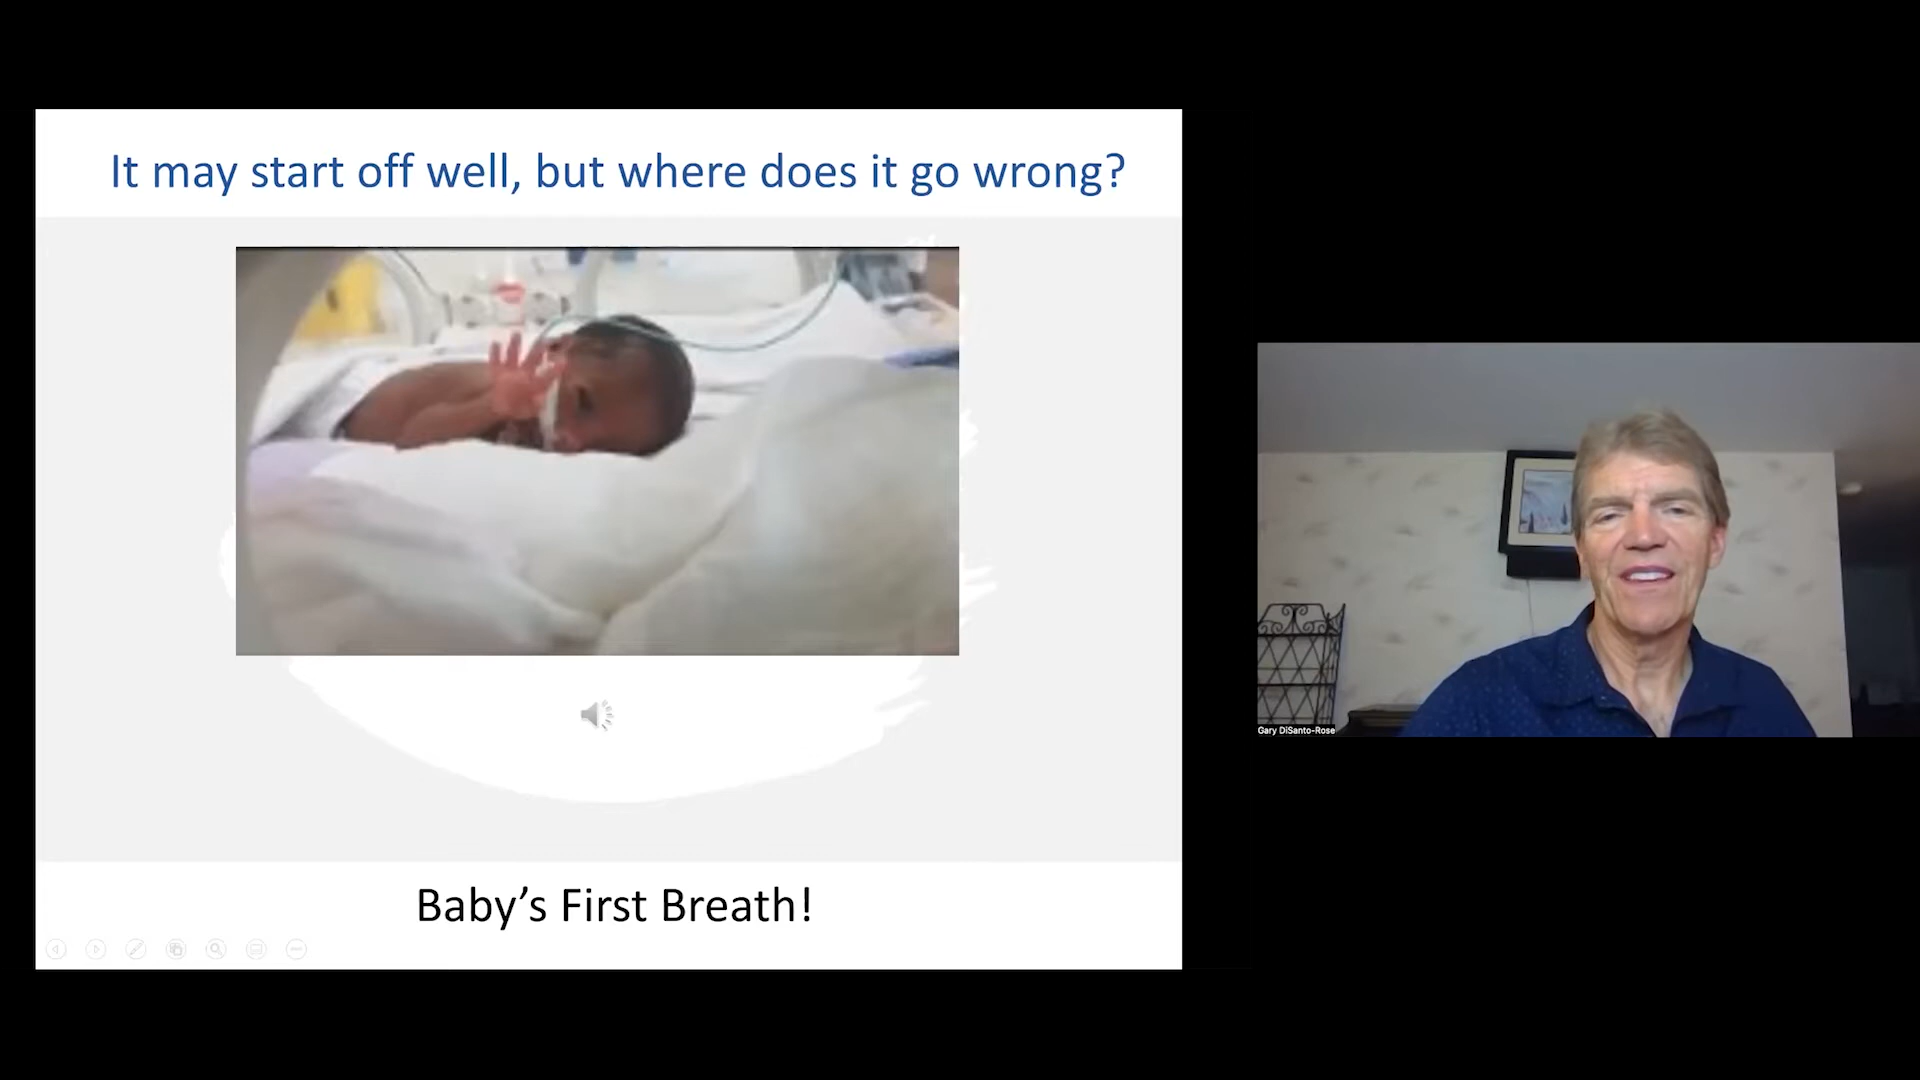 It may start off well, but where does it go wrong?
Baby’s First Breath!
Gary DiSanto-Rose